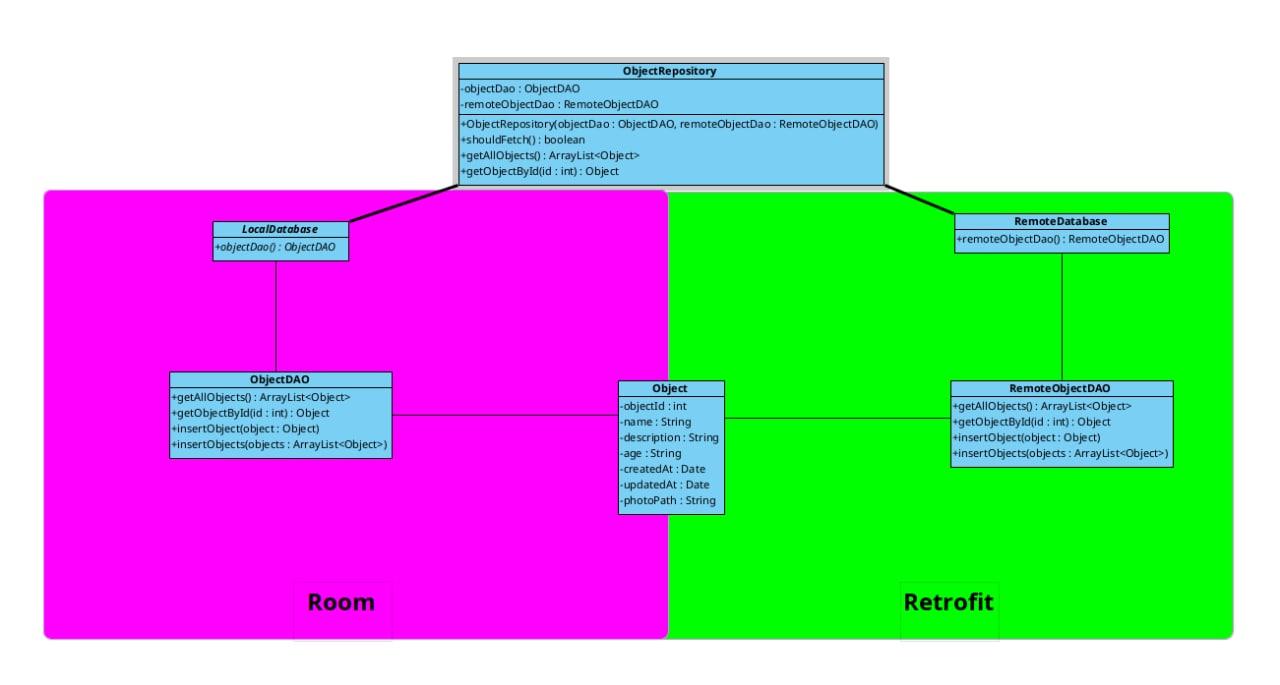 ObjectRepository
-objectDao : ObjectDAO
-remoteObjectDao : RemoteObjectDAO
+ObjectRepository(objectDao : ObjectDAO, remoteObjectDao : RemoteObjectDAO)
+shouldFetch() : boolean
+getAllObjects() : ArrayList<Object>
+getObjectById(id : int) : Object
LocalDatabase
+objectDao() : ObjectDAO
RemoteDatabase
+remoteObjectDao() : RemoteObjectDAO
ObjectDAO
+getAllObjects() : ArrayList<Object>
+getObjectById(id : int) : Object
+insertObject(object : Object)
+insertObjects(objects : ArrayList<Object>)
Object
-objectId : int
-name : String
-description : String
-age : String
-createdAt : Date
-updatedAt : Date
-photoPath : String
RemoteObjectDAO
+getAllObjects() : ArrayList<Object>
+getObjectById(id : int) : Object
+insertObject(object : Object)
+insertObjects(objects : ArrayList<Object>)
Room
Retrofit